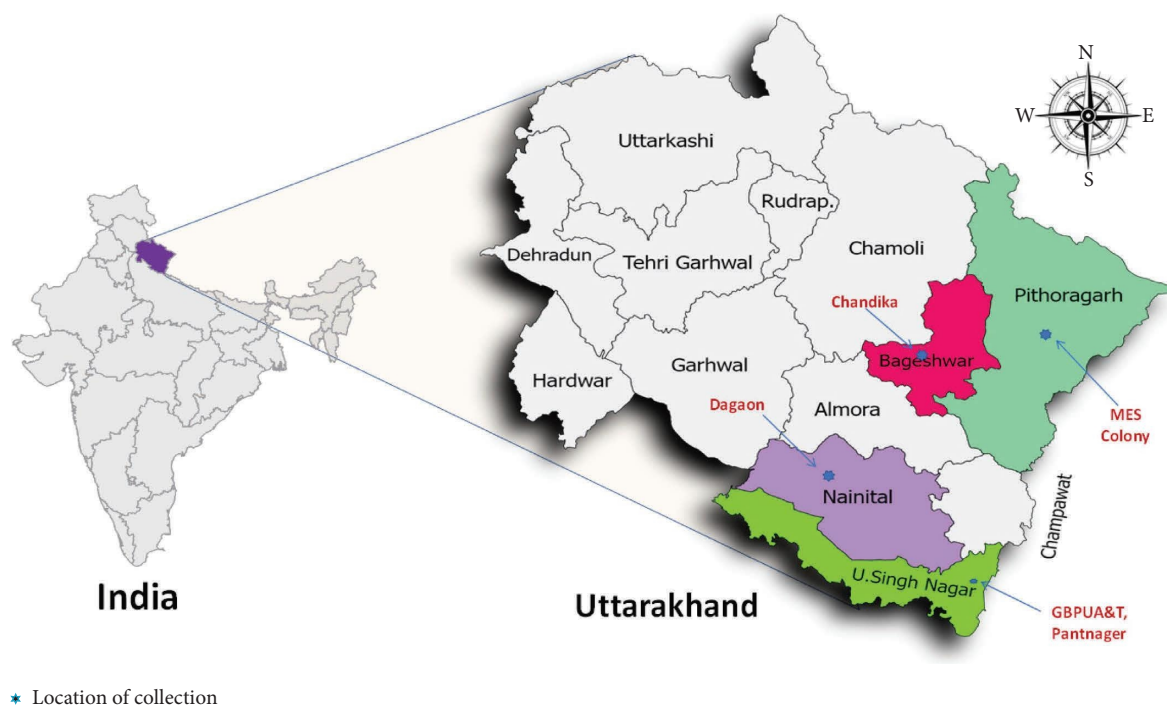 N
W
E
S
Uttarkashi
Rudrap.
Chamoli
Dehradun
Tehri Garhwal
Pithoragarh
Chandika
Bageshwar
Garhwal
Hardwar
Dagaon
Almora
MES
Colony
Nainital
Champawat
U.Singh Nagar
India
Uttarakhand
GBPUA&T,
Pantnager
Location of collection